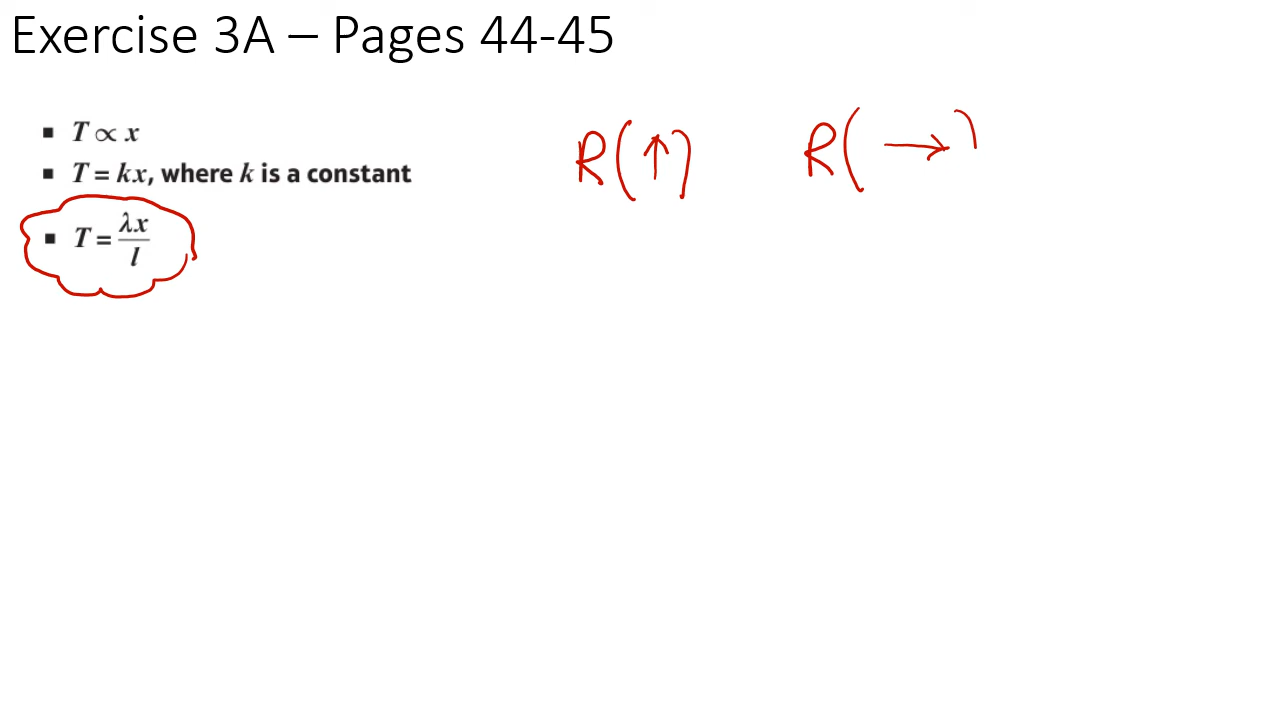 Exercise 3A – Pages 44-45
▪ T ∝ x
▪ T = kx, where k is a constant
▪ T = λx/l
R(↑) R(→)